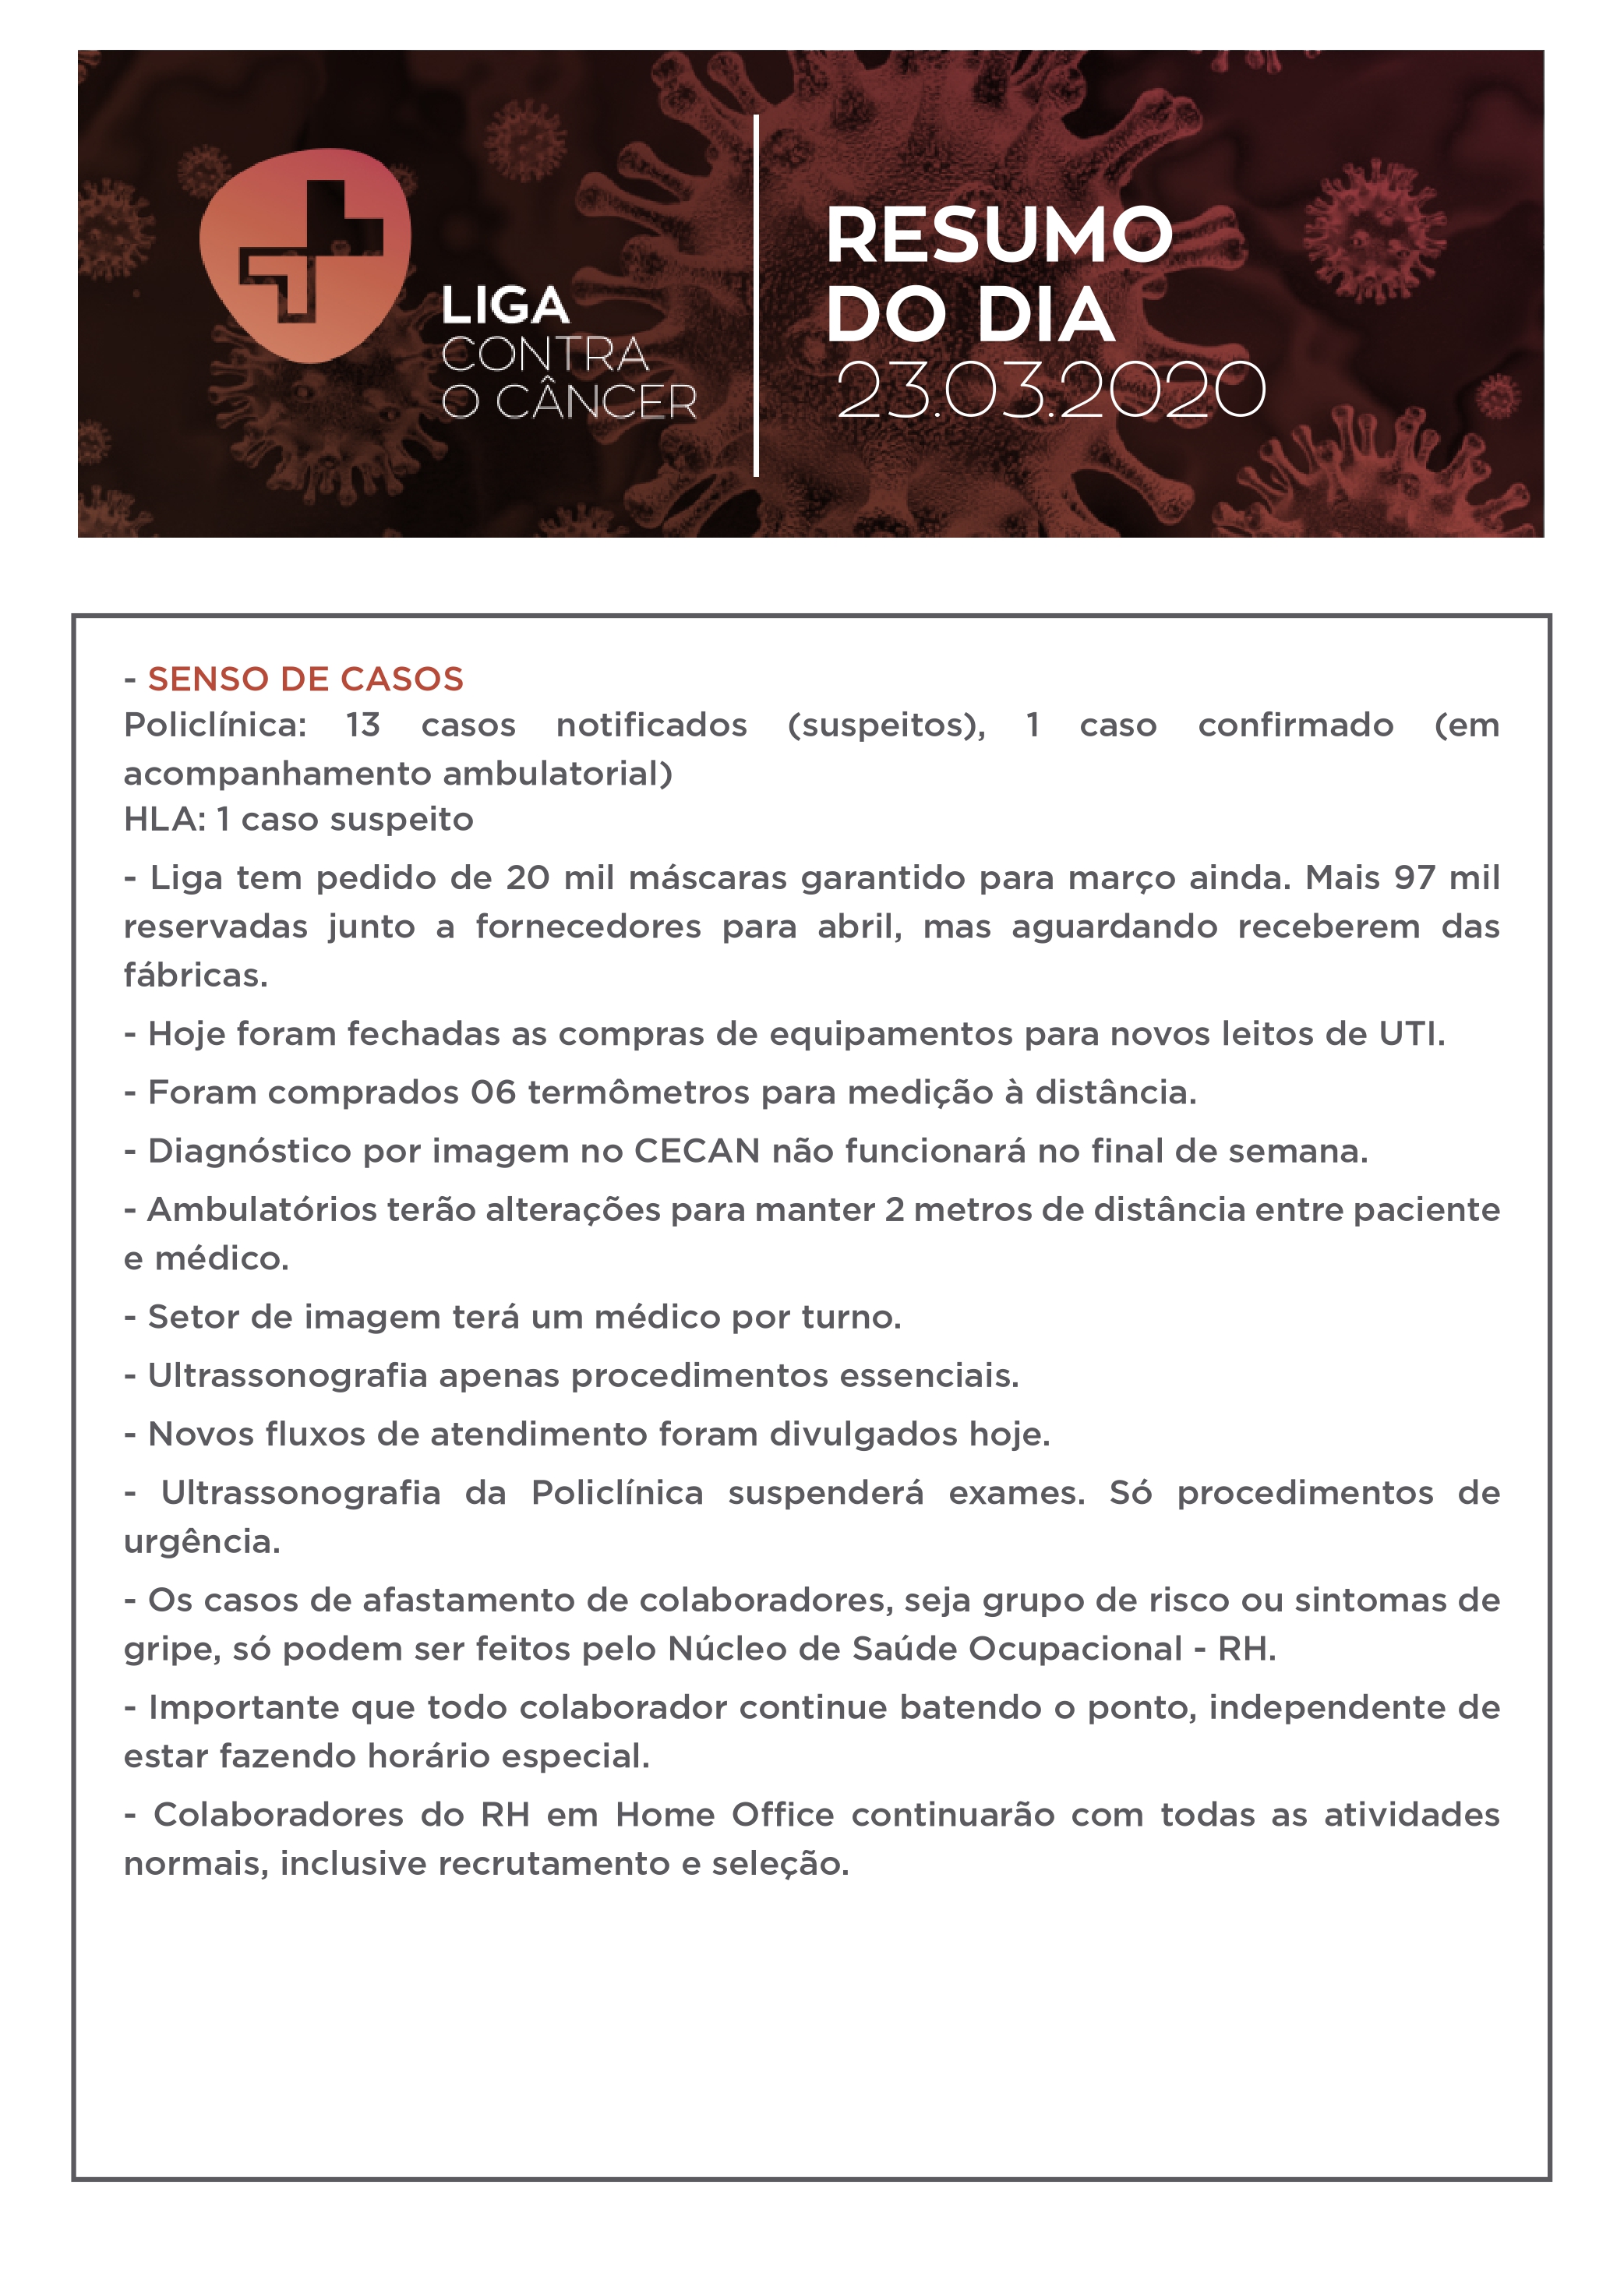 LIGA
CONTRA
O CÂNCER
RESUMO
DO DIA
23.03.2020
- SENSO DE CASOS
Policlínica: 13 casos notificados (suspeitos), 1 caso confirmado (em
acompanhamento ambulatorial)
HLA: 1 caso suspeito
- Liga tem pedido de 20 mil máscaras garantido para março ainda. Mais 97 mil
reservadas junto a fornecedores para abril, mas aguardando receberem das
fábricas.
- Hoje foram fechadas as compras de equipamentos para novos leitos de UTI.
- Foram comprados 06 termômetros para medição à distância.
- Diagnóstico por imagem no CECAN não funcionará no final de semana.
- Ambulatórios terão alterações para manter 2 metros de distância entre paciente
e médico.
- Setor de imagem terá um médico por turno.
- Ultrassonografia apenas procedimentos essenciais.
- Novos fluxos de atendimento foram divulgados hoje.
- Ultrassonografia da Policlínica suspenderá exames. Só procedimentos de
urgência.
- Os casos de afastamento de colaboradores, seja grupo de risco ou sintomas de
gripe, só podem ser feitos pelo Núcleo de Saúde Ocupacional - RH.
- Importante que todo colaborador continue batendo o ponto, independente de
estar fazendo horário especial.
- Colaboradores do RH em Home Office continuarão com todas as atividades
normais, inclusive recrutamento e seleção.